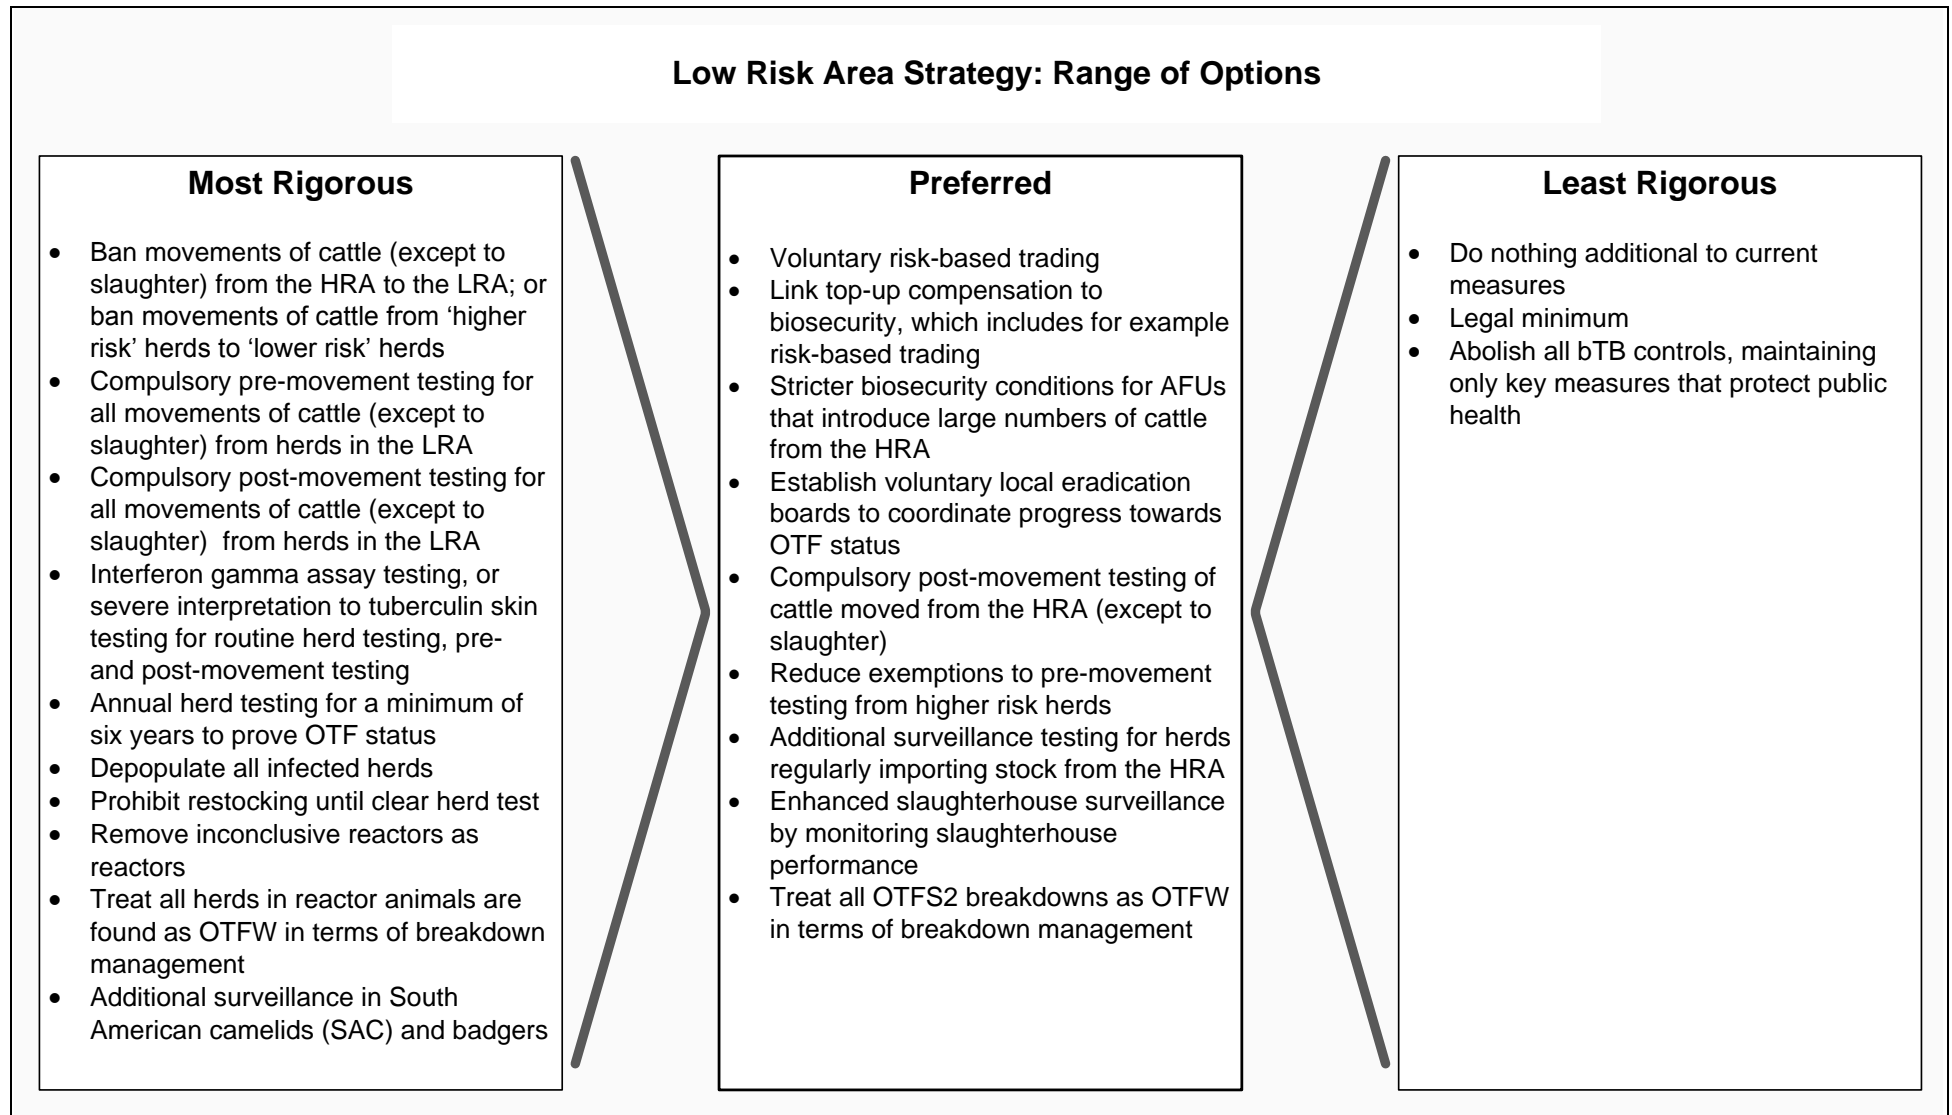 Low Risk Area Strategy: Range of Options
Most Rigorous
• Ban movements of cattle (except to
slaughter) from the HRA to the LRA; or
ban movements of cattle from ‘higher
risk’ herds to ‘lower risk’ herds
• Compulsory pre-movement testing for
all movements of cattle (except to
slaughter) from herds in the LRA
• Compulsory post-movement testing for
all movements of cattle (except to
slaughter)  from herds in the LRA
• Interferon gamma assay testing, or
severe interpretation to tuberculin skin
testing for routine herd testing, pre-
and post-movement testing
• Annual herd testing for a minimum of
six years to prove OTF status
• Depopulate all infected herds
• Prohibit restocking until clear herd test
• Remove inconclusive reactors as
reactors
• Treat all herds in reactor animals are
found as OTFW in terms of breakdown
management
• Additional surveillance in South
American camelids (SAC) and badgers
Preferred
• Voluntary risk-based trading
• Link top-up compensation to
biosecurity, which includes for example
risk-based trading
• Stricter biosecurity conditions for AFUs
that introduce large numbers of cattle
from the HRA
• Establish voluntary local eradication
boards to coordinate progress towards
OTF status
• Compulsory post-movement testing of
cattle moved from the HRA (except to
slaughter)
• Reduce exemptions to pre-movement
testing from higher risk herds
• Additional surveillance testing for herds
regularly importing stock from the HRA
• Enhanced slaughterhouse surveillance
by monitoring slaughterhouse
performance
• Treat all OTFS2 breakdowns as OTFW
in terms of breakdown management
Least Rigorous
• Do nothing additional to current
measures
• Legal minimum
• Abolish all bTB controls, maintaining
only key measures that protect public
health